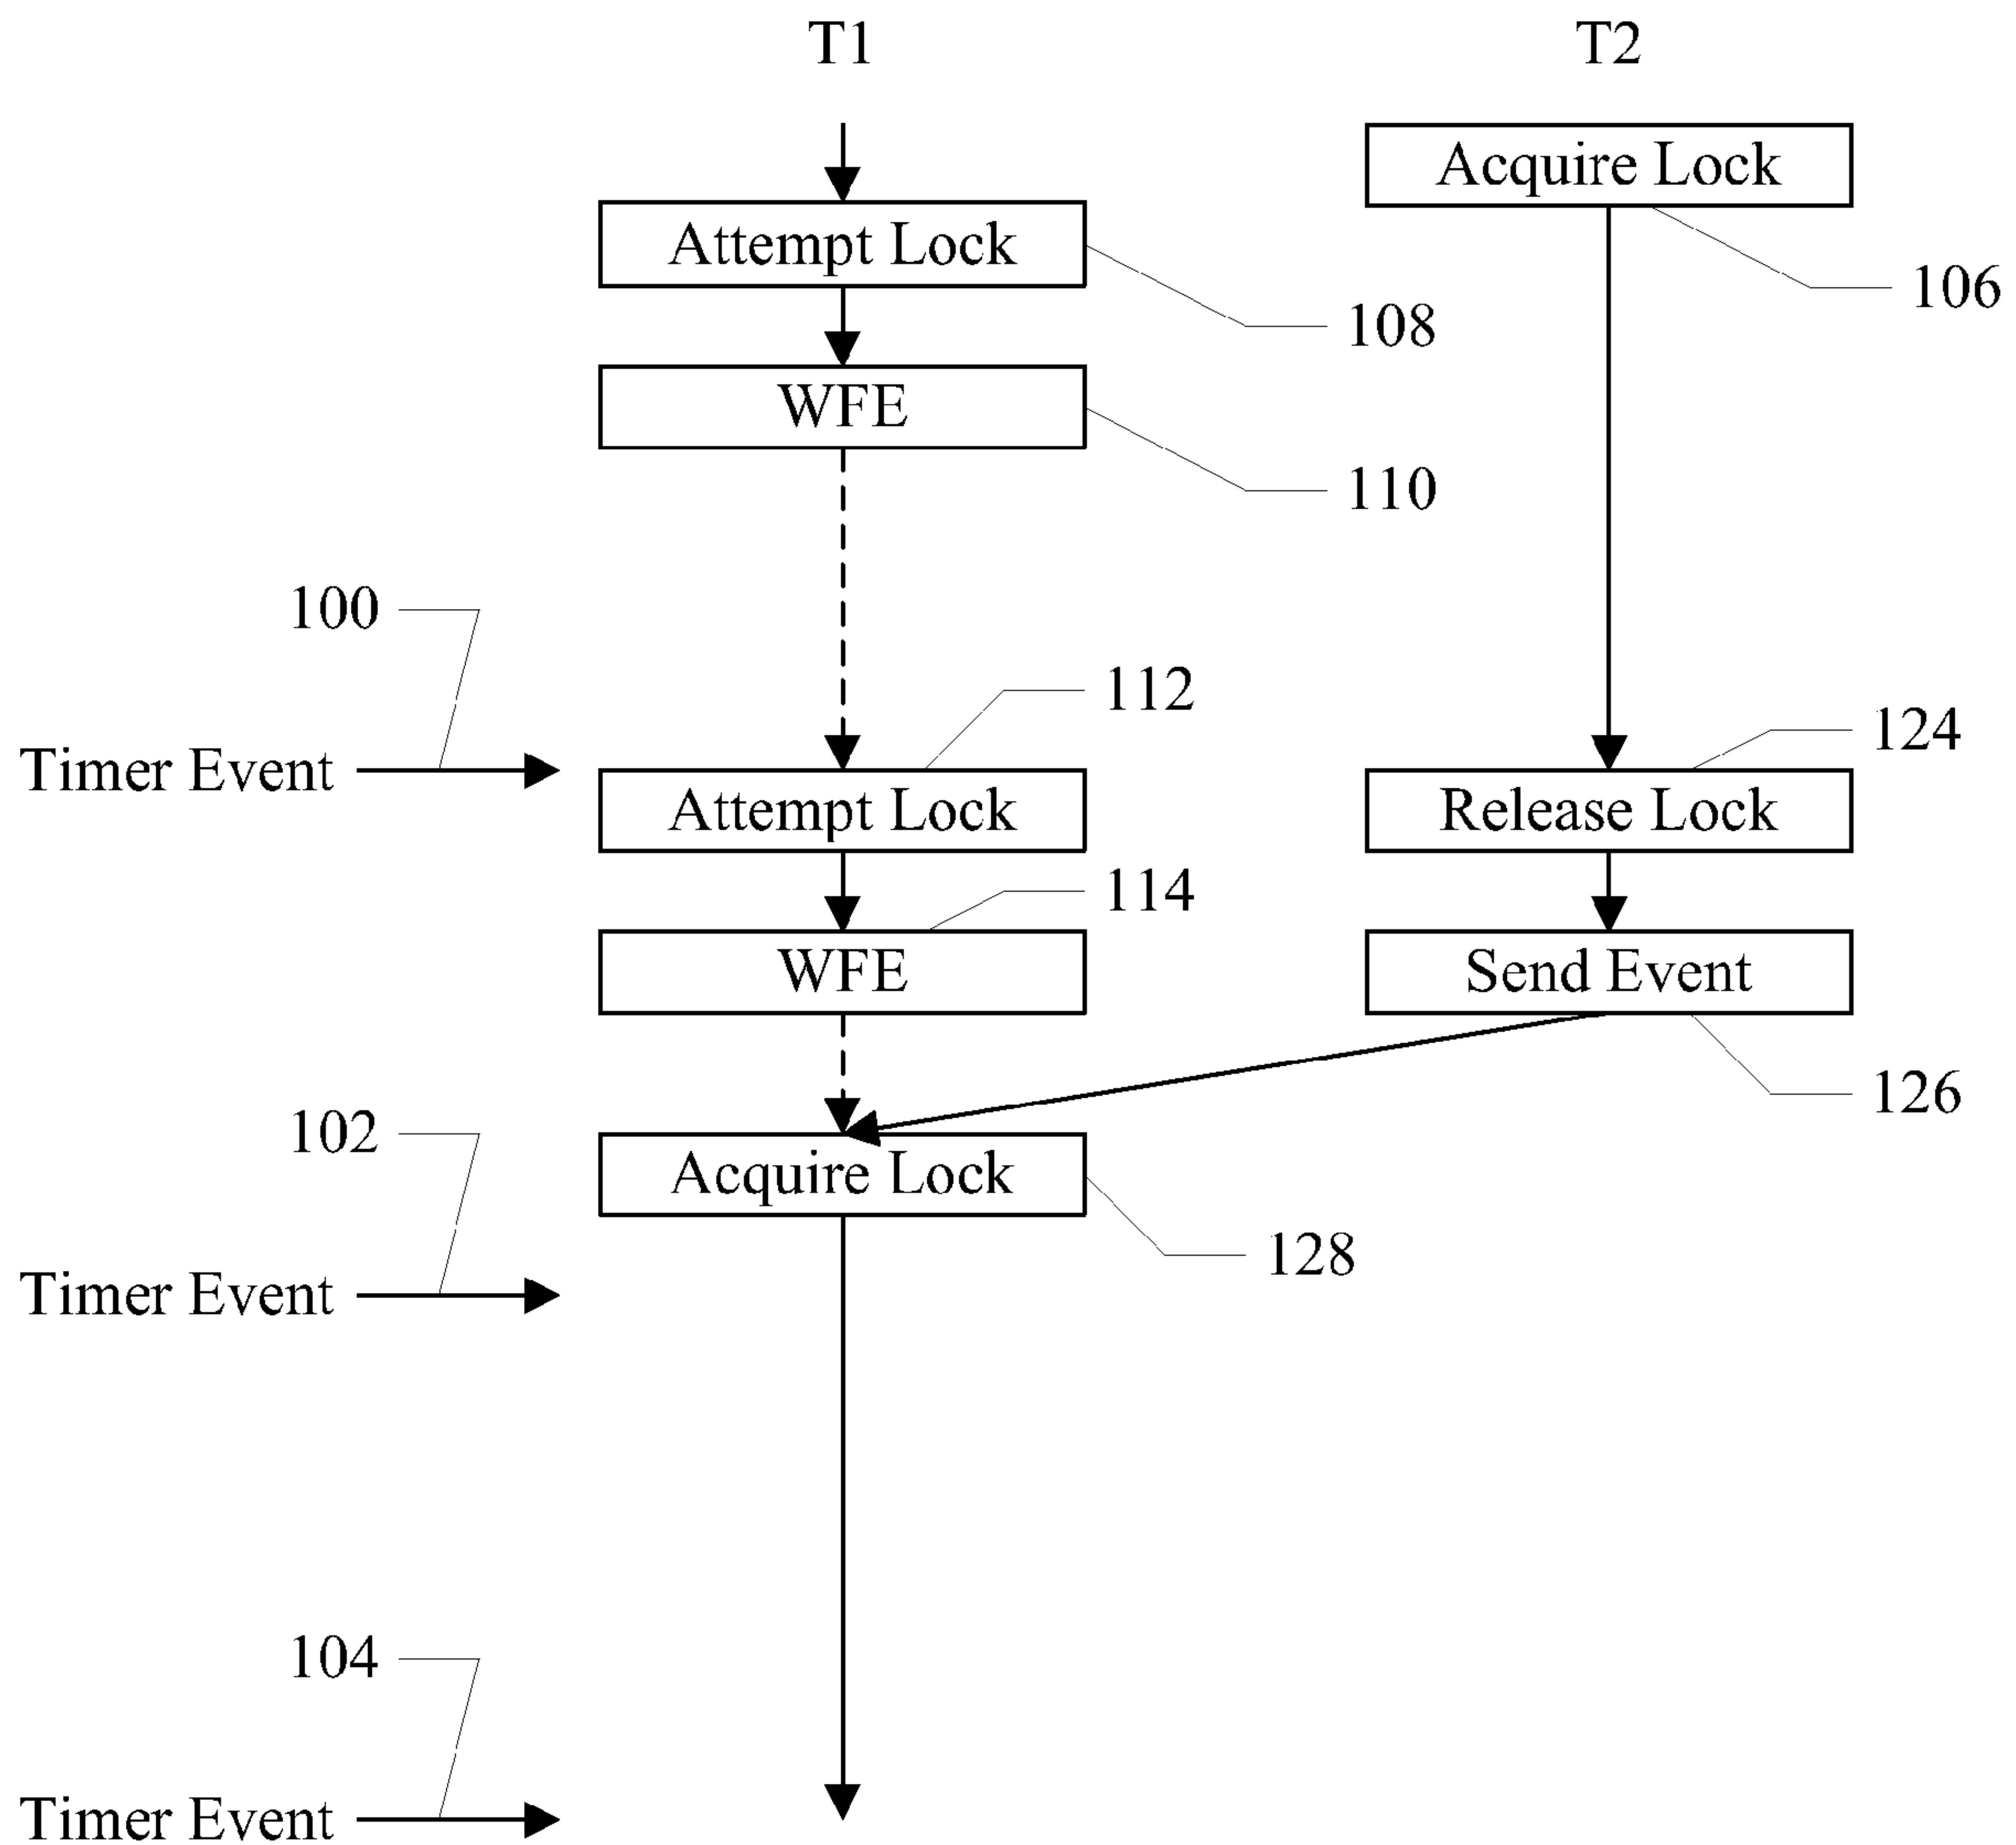 T1
T2
Acquire Lock
Attempt Lock
106
108
WFE
110
100
112
124
Timer Event
Attempt Lock
Release Lock
114
WFE
Send Event
126
102
Acquire Lock
128
Timer Event
104
Timer Event